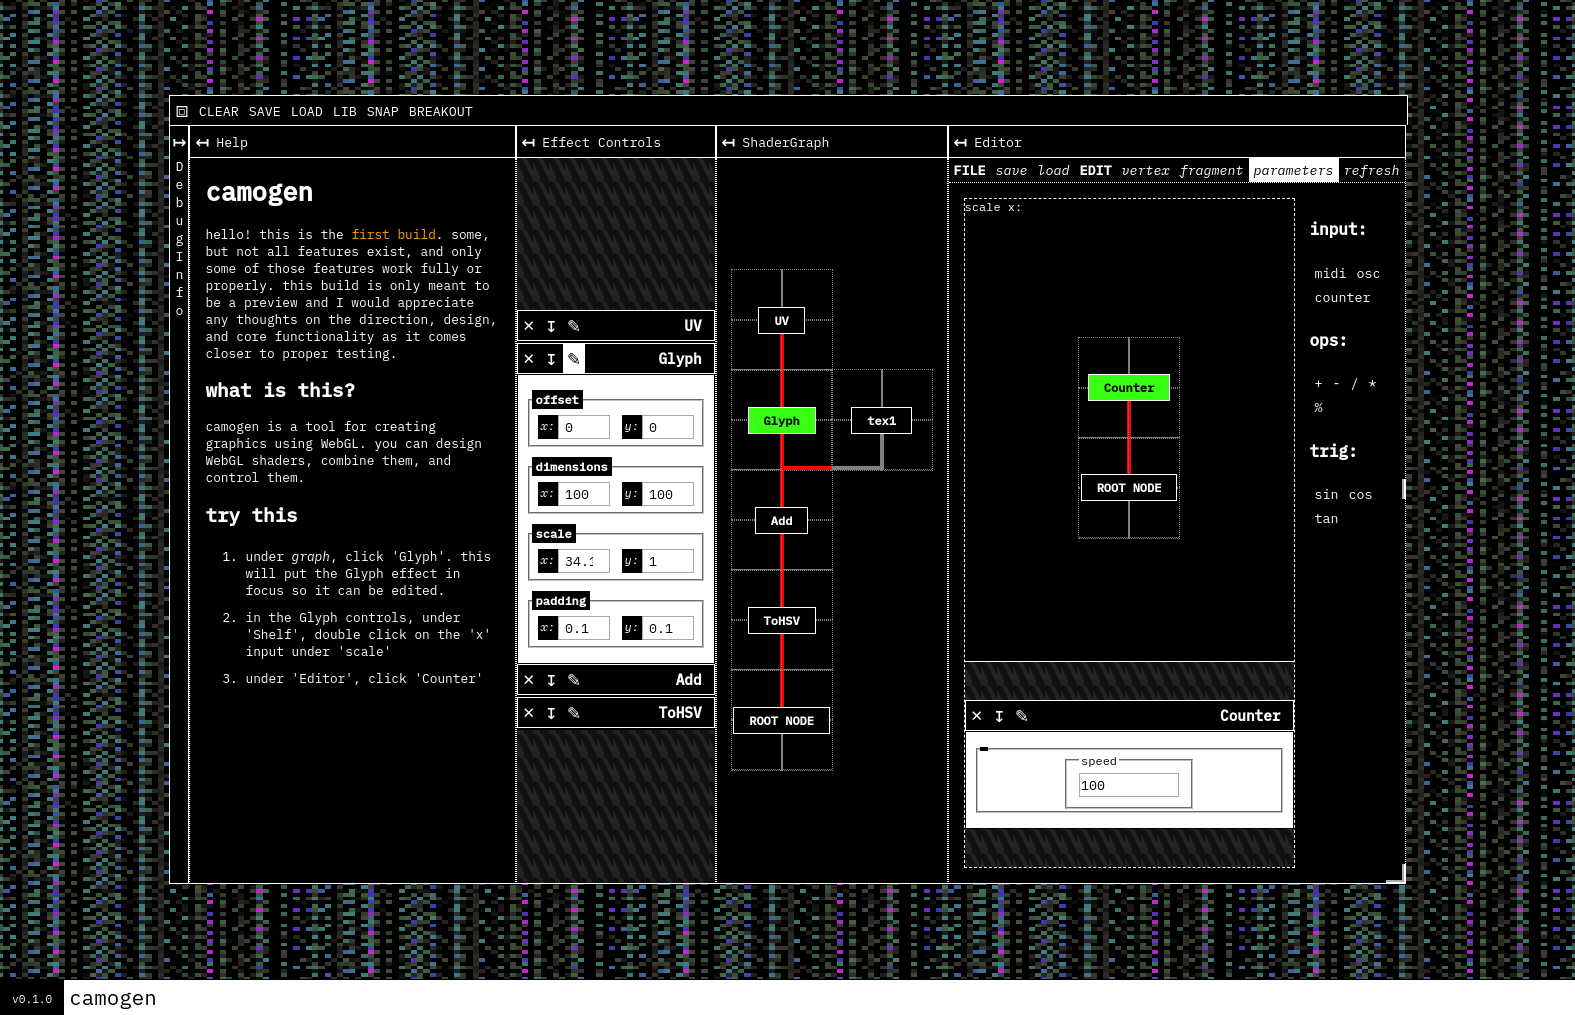 CLEAR SAVE LOAD LIB SNAP BREAKOUT
Debug Info
Help
camogen
hello! this is the first build. some,
but not all features exist, and only
some of those features work fully or
properly. this build is only meant to
be a preview and I would appreciate
any thoughts on the direction, design,
and core functionality as it comes
closer to proper testing.
what is this?
camogen is a tool for creating
graphics using WebGL. you can design
WebGL shaders, combine them, and
control them.
try this
1. under graph, click 'Glyph'. this
will put the Glyph effect in
focus so it can be edited.
2. in the Glyph controls, under
'Shelf', double click on the 'x'
input under 'scale'
3. under 'Editor', click 'Counter'
Effect Controls
UV
Glyph
offset
x: 0 y: 0
dimensions
x: 100 y: 100
scale
x: 34.: y: 1
padding
x: 0.1 y: 0.1
Add
ToHSV
ShaderGraph
UV
Glyph tex1
Add
ToHSV
ROOT NODE
Editor
FILE save load EDIT vertex fragment parameters refresh
scale x:
Counter
ROOT NODE
Counter
speed
100
input:
midi osc
counter
ops:
+ - / *
%
trig:
sin cos
tan
v0.1.0 camogen